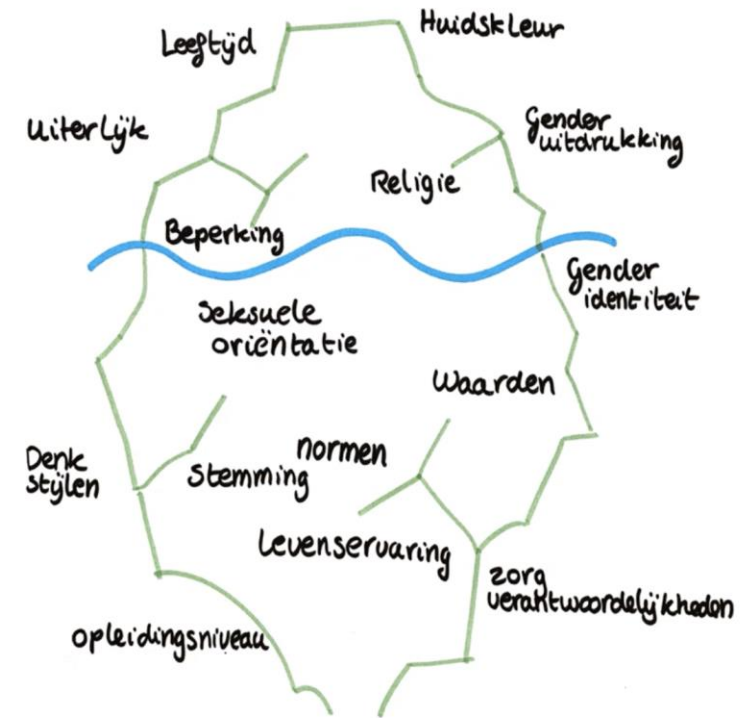 Leeftijd
Huidskleur
Uiterlijk
Gender
uitdrukking
Religie
Beperking
Gender
identiteit
Seksuele
oriëntatie
Waarden
normen
Denk
stijlen
Stemming
Levenservaring
zorg
verantwoordelijkheden
opleidingsniveau